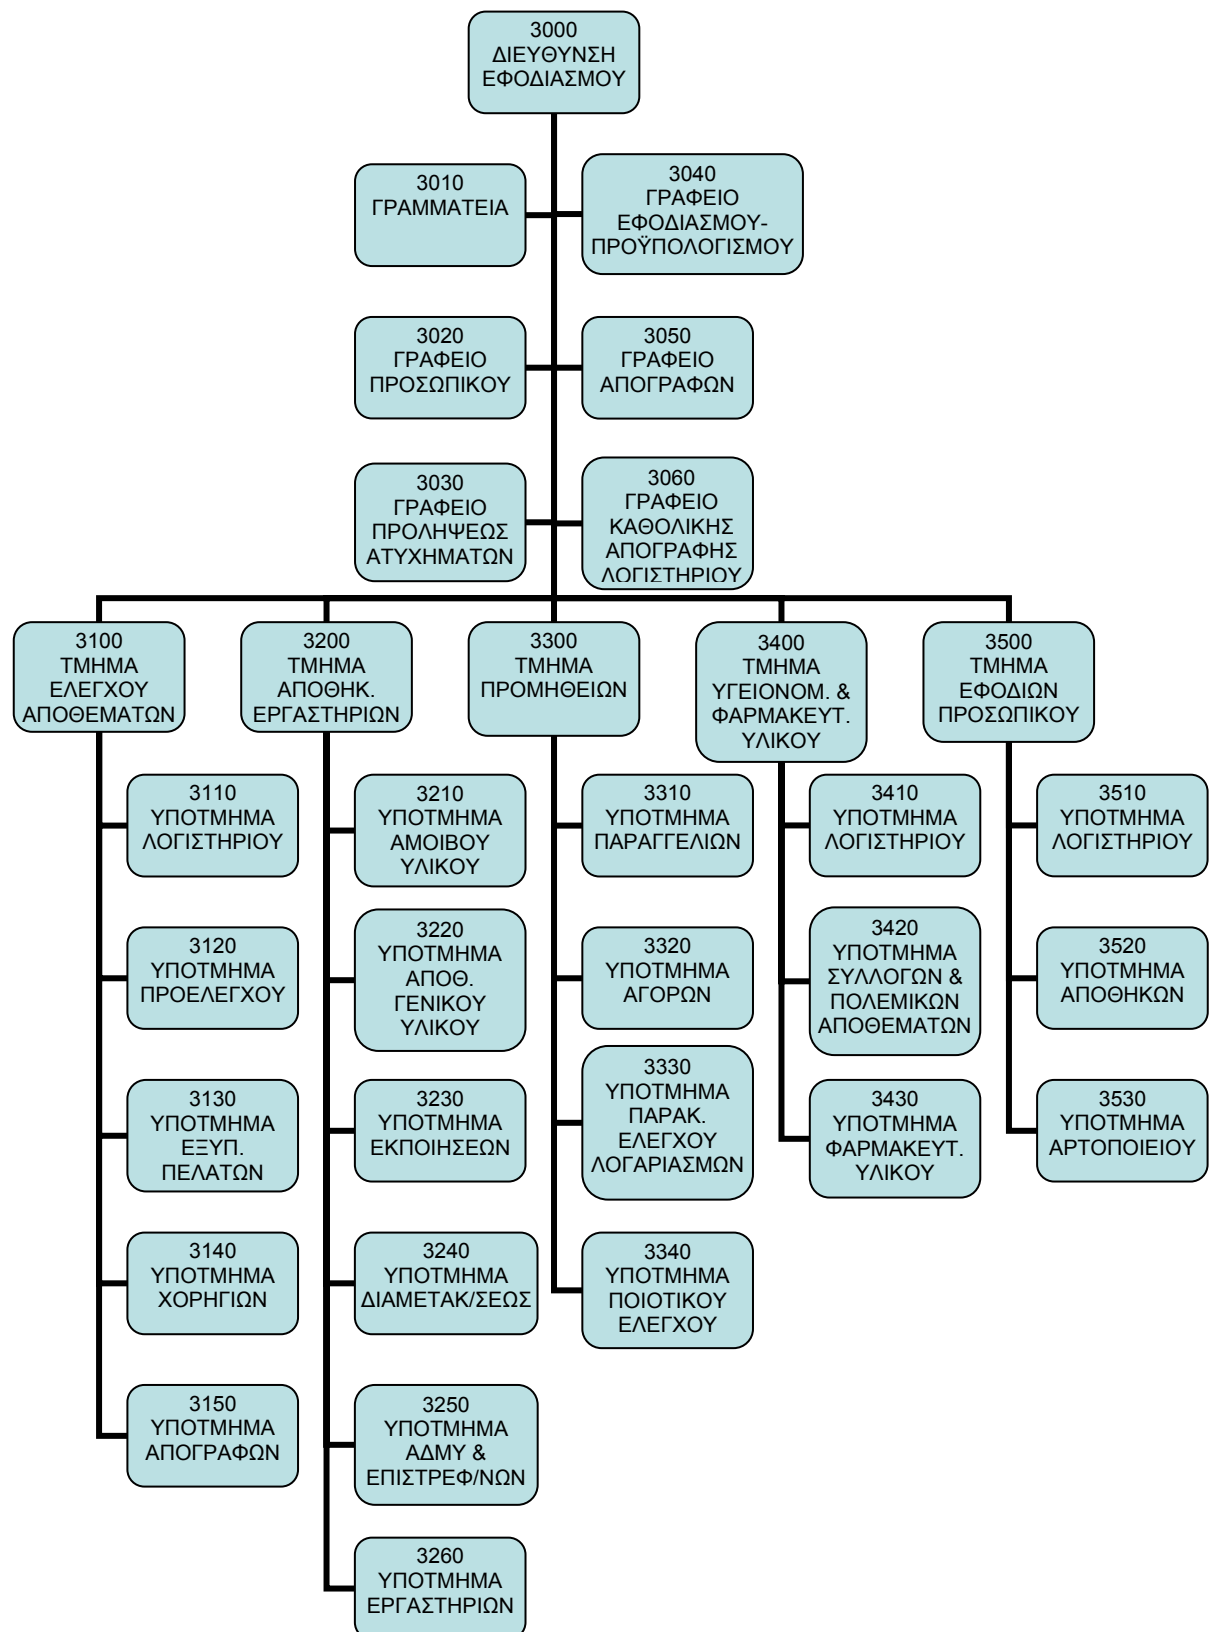 3000
ΔΙΕΥΘΥΝΣΗ
ΕΦΟΔΙΑΣΜΟΥ
3010
ΓΡΑΜΜΑΤΕΙΑ
3040
ΓΡΑΦΕΙΟ
ΕΦΟΔΙΑΣΜΟΥ-
ΠΡΟΫΠΟΛΟΓΙΣΜΟΥ
3020
ΓΡΑΦΕΙΟ
ΠΡΟΣΩΠΙΚΟΥ
3050
ΓΡΑΦΕΙΟ
ΑΠΟΓΡΑΦΩΝ
3030
ΓΡΑΦΕΙΟ
ΠΡΟΛΗΨΕΩΣ
ΑΤΥΧΗΜΑΤΩΝ
3060
ΓΡΑΦΕΙΟ
ΚΑΘΟΛΙΚΗΣ
ΑΠΟΓΡΑΦΗΣ
ΛΟΓΙΣΤΗΡΙΟΥ
3100
ΤΜΗΜΑ
ΕΛΕΓΧΟΥ
ΑΠΟΘΕΜΑΤΩΝ
3200
ΤΜΗΜΑ
ΑΠΟΘΗΚ.
ΕΡΓΑΣΤΗΡΙΩΝ
3300
ΤΜΗΜΑ
ΠΡΟΜΗΘΕΙΩΝ
3400
ΤΜΗΜΑ
ΥΓΕΙΟΝΟΜ. &
ΦΑΡΜΑΚΕΥΤ.
ΥΛΙΚΟΥ
3500
ΤΜΗΜΑ
ΕΦΟΔΙΩΝ
ΠΡΟΣΩΠΙΚΟΥ
3110
ΥΠΟΤΜΗΜΑ
ΛΟΓΙΣΤΗΡΙΟΥ
3210
ΥΠΟΤΜΗΜΑ
ΑΜΟΙΒΟΥ
ΥΛΙΚΟΥ
3310
ΥΠΟΤΜΗΜΑ
ΠΑΡΑΓΓΕΛΙΩΝ
3410
ΥΠΟΤΜΗΜΑ
ΛΟΓΙΣΤΗΡΙΟΥ
3510
ΥΠΟΤΜΗΜΑ
ΛΟΓΙΣΤΗΡΙΟΥ
3120
ΥΠΟΤΜΗΜΑ
ΠΡΟΕΛΕΓΧΟΥ
3220
ΥΠΟΤΜΗΜΑ
ΑΠΟΘ.
ΓΕΝΙΚΟΥ
ΥΛΙΚΟΥ
3320
ΥΠΟΤΜΗΜΑ
ΑΓΟΡΩΝ
3420
ΥΠΟΤΜΗΜΑ
ΣΥΛΛΟΓΩΝ &
ΠΟΛΕΜΙΚΩΝ
ΑΠΟΘΕΜΑΤΩΝ
3520
ΥΠΟΤΜΗΜΑ
ΑΠΟΘΗΚΩΝ
3130
ΥΠΟΤΜΗΜΑ
ΕΞΥΠ.
ΠΕΛΑΤΩΝ
3230
ΥΠΟΤΜΗΜΑ
ΕΚΠΟΙΗΣΕΩΝ
3330
ΥΠΟΤΜΗΜΑ
ΠΑΡΑΚ.
ΕΛΕΓΧΟΥ
ΛΟΓΑΡΙΑΣΜΩΝ
3430
ΥΠΟΤΜΗΜΑ
ΦΑΡΜΑΚΕΥΤ.
ΥΛΙΚΟΥ
3530
ΥΠΟΤΜΗΜΑ
ΑΡΤΟΠΟΙΕΙΟΥ
3140
ΥΠΟΤΜΗΜΑ
ΧΟΡΗΓΙΩΝ
3240
ΥΠΟΤΜΗΜΑ
ΔΙΑΜΕΤΑΚ/ΣΕΩΣ
3340
ΥΠΟΤΜΗΜΑ
ΠΟΙΟΤΙΚΟΥ
ΕΛΕΓΧΟΥ
3150
ΥΠΟΤΜΗΜΑ
ΑΠΟΓΡΑΦΩΝ
3250
ΥΠΟΤΜΗΜΑ
ΑΔΜΥ &
ΕΠΙΣΤΡΕΦ/ΝΩΝ
3260
ΥΠΟΤΜΗΜΑ
ΕΡΓΑΣΤΗΡΙΩΝ